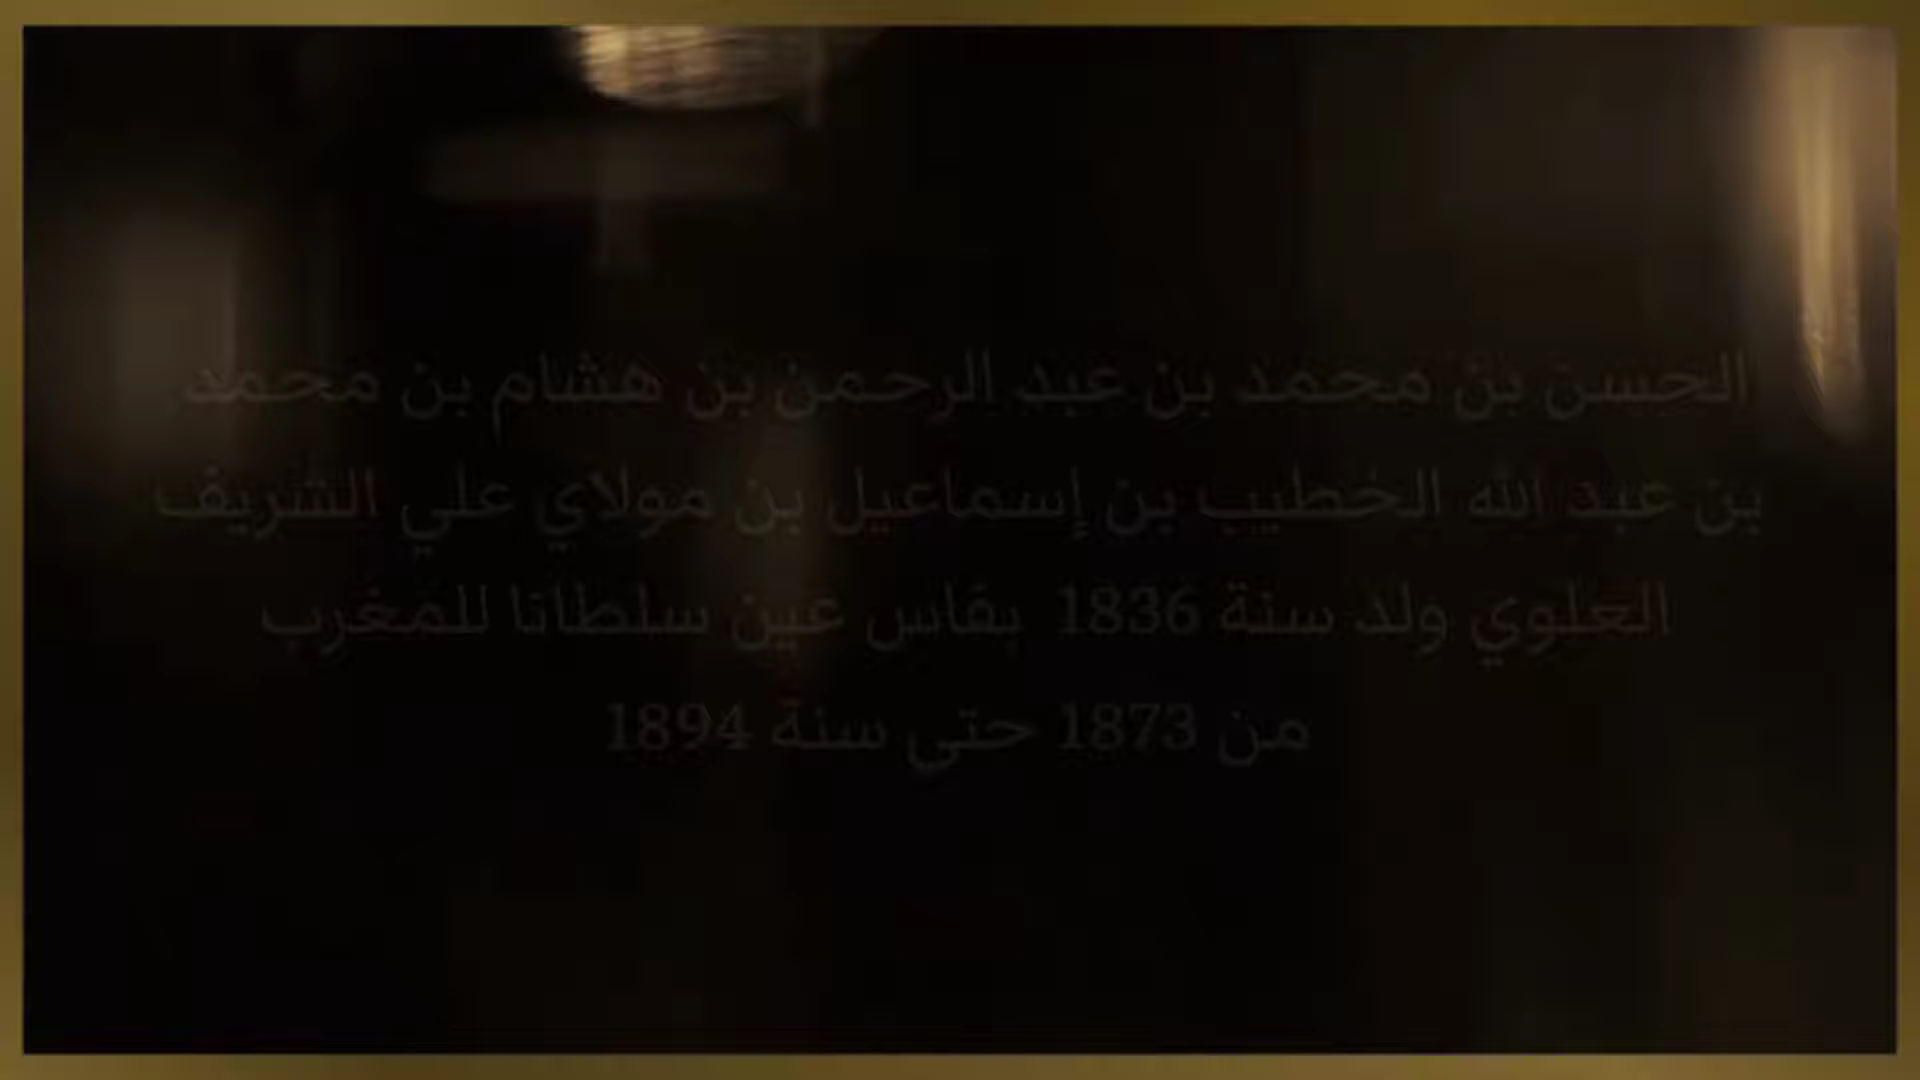 الحسن بن محمد بن عبد الرحمن بن هشام بن محمد
بن عبد الله الخطيب بن إسماعيل بن مولاي علي الشريف
العلوي ولد سنة 1836 بفاس عين سلطانا للمغرب
من 1873 حتى سنة 1894